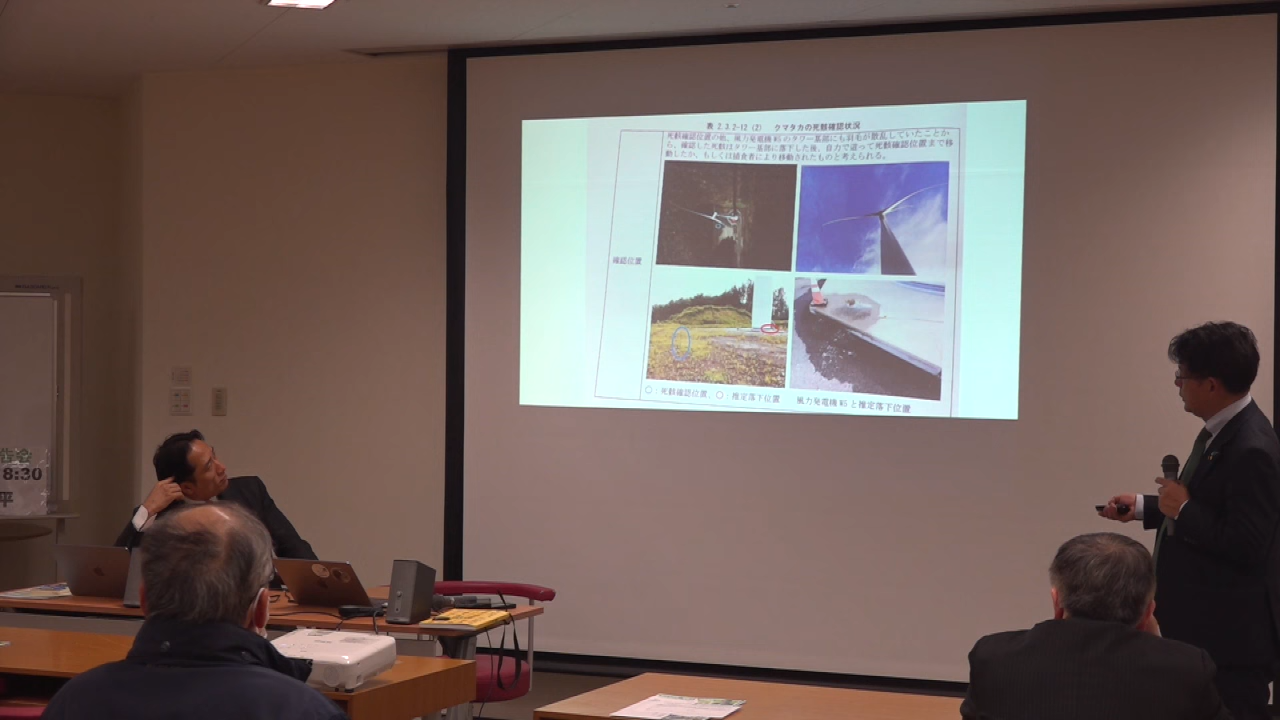 表 2.3.2-12 (2) クマタカの死骸確認状況
死骸確認位置の他、風力発電機 W5 のタワー基部にも羽毛が散乱していたことか
ら、確認した死骸はタワー基部に落下した後、自力で這って死骸確認位置まで移
動したか、もしくは捕食者により移動されたものと考えられる。
確認位置
○：死骸確認位置、○：推定落下位置
風力発電機 W5 と推定落下位置
8:30
平